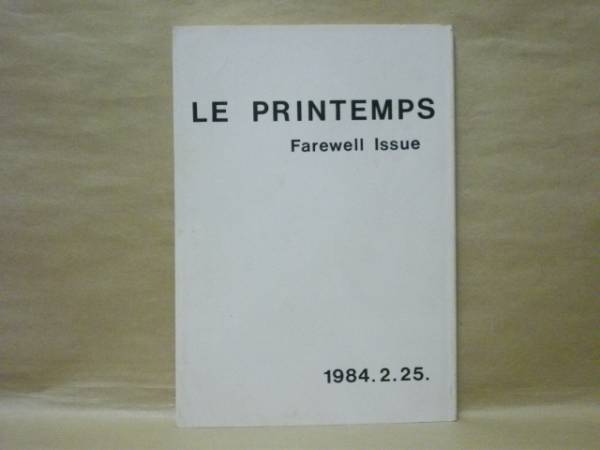 LE PRINTEMPS
Farewell Issue
1984.2.25.